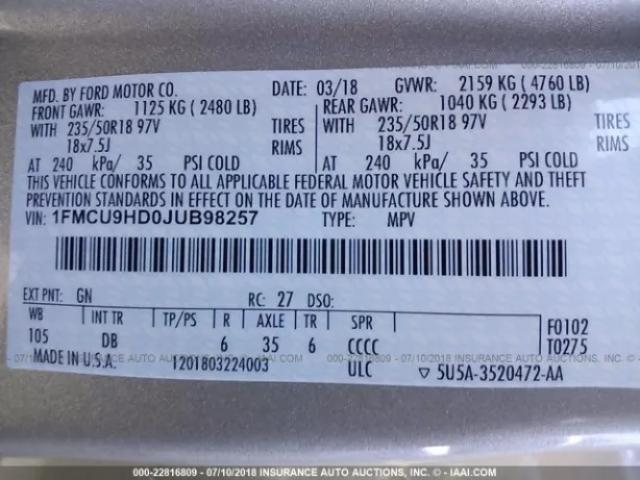 MFD. BY FORD MOTOR CO. DATE: 03/18 GVWR: 2159 KG (4760 LB)
FRONT GAWR: 1125 KG (2480 LB) REAR GAWR: 1040 KG (2293 LB)
WITH 235/50R18 97V TIRES WITH 235/50R18 97V TIRES
18x7.5J RIMS 18x7.5J RIMS
AT 240 kPa/ 35 PSI COLD AT 240 kPa/ 35 PSI COLD
THIS VEHICLE CONFORMS TO ALL APPLICABLE FEDERAL MOTOR VEHICLE SAFETY AND THEFT
PREVENTION STANDARDS IN EFFECT ON THE DATE OF MANUFACTURE SHOWN ABOVE.
VIN: 1FMCU9HD0JUB98257 TYPE: MPV
EXT PNT: GN RC: 27 DSO:
WB INT TR TP/PS R AXLE TR SPR F0102
105 DB 6 35 6 CCCC T0275
MADE IN U.S.A. 1201803224003 ULC 5U5A-3520472-AA
000-22816809 - 07/10/2018 INSURANCE AUTO AUCTIONS INC. © - IAAI.COM